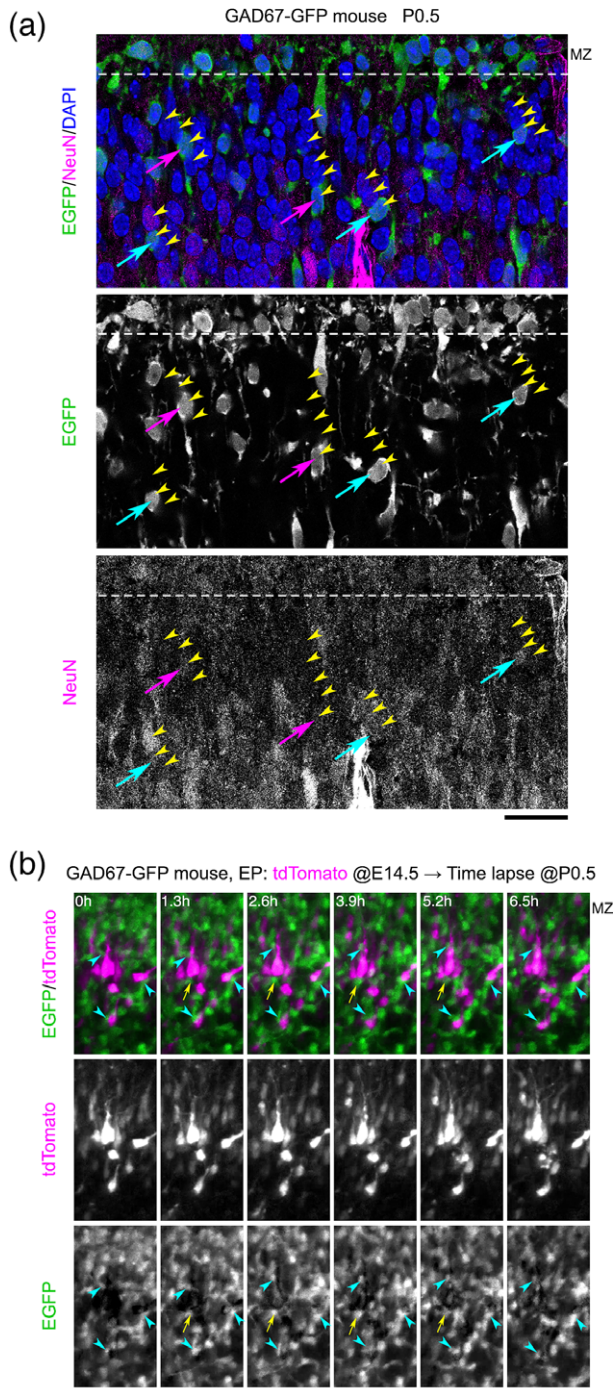 (a)
GAD67-GFP mouse P0.5
MZ
EGFP/NeuN/DAPI
EGFP
NeuN
(b)
GAD67-GFP mouse, EP: tdTomato @E14.5 → Time lapse @P0.5
0h 1.3h 2.6h 3.9h 5.2h 6.5h MZ
EGFP/tdTomato
tdTomato
EGFP